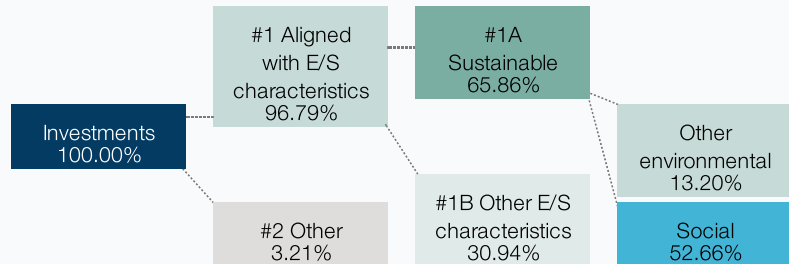 #1 Aligned
with E/S
characteristics
96.79%
#1A
Sustainable
65.86%
Investments
100.00%
Other
environmental
13.20%
#2 Other
3.21%
#1B Other E/S
characteristics
30.94%
Social
52.66%